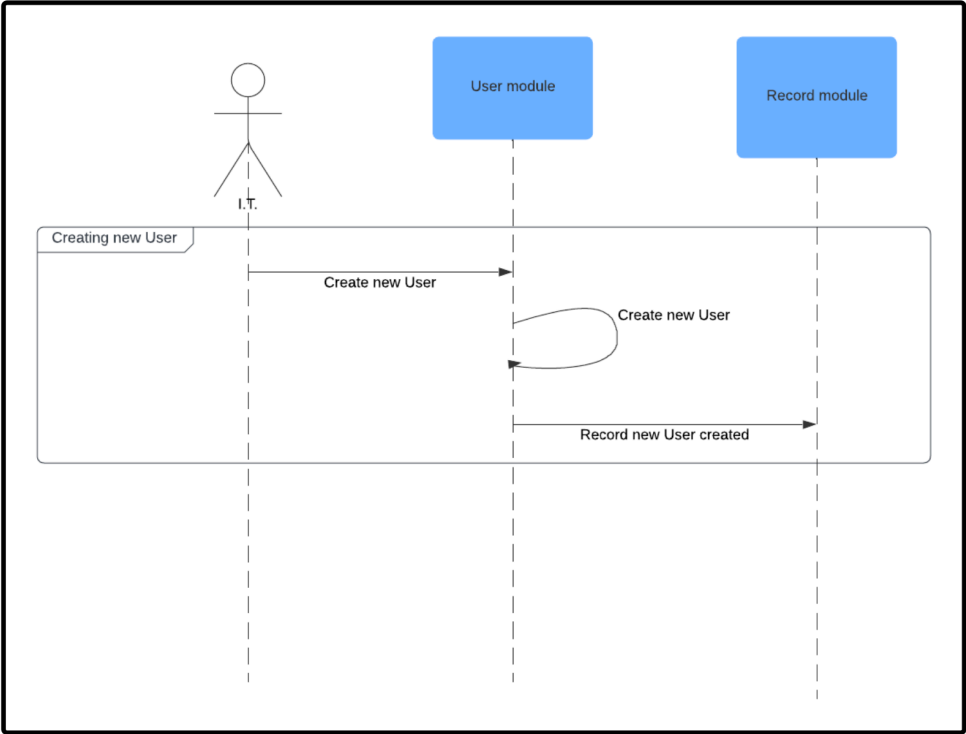 User module
Record module
I.T.
Creating new User
Create new User
Create new User
Record new User created